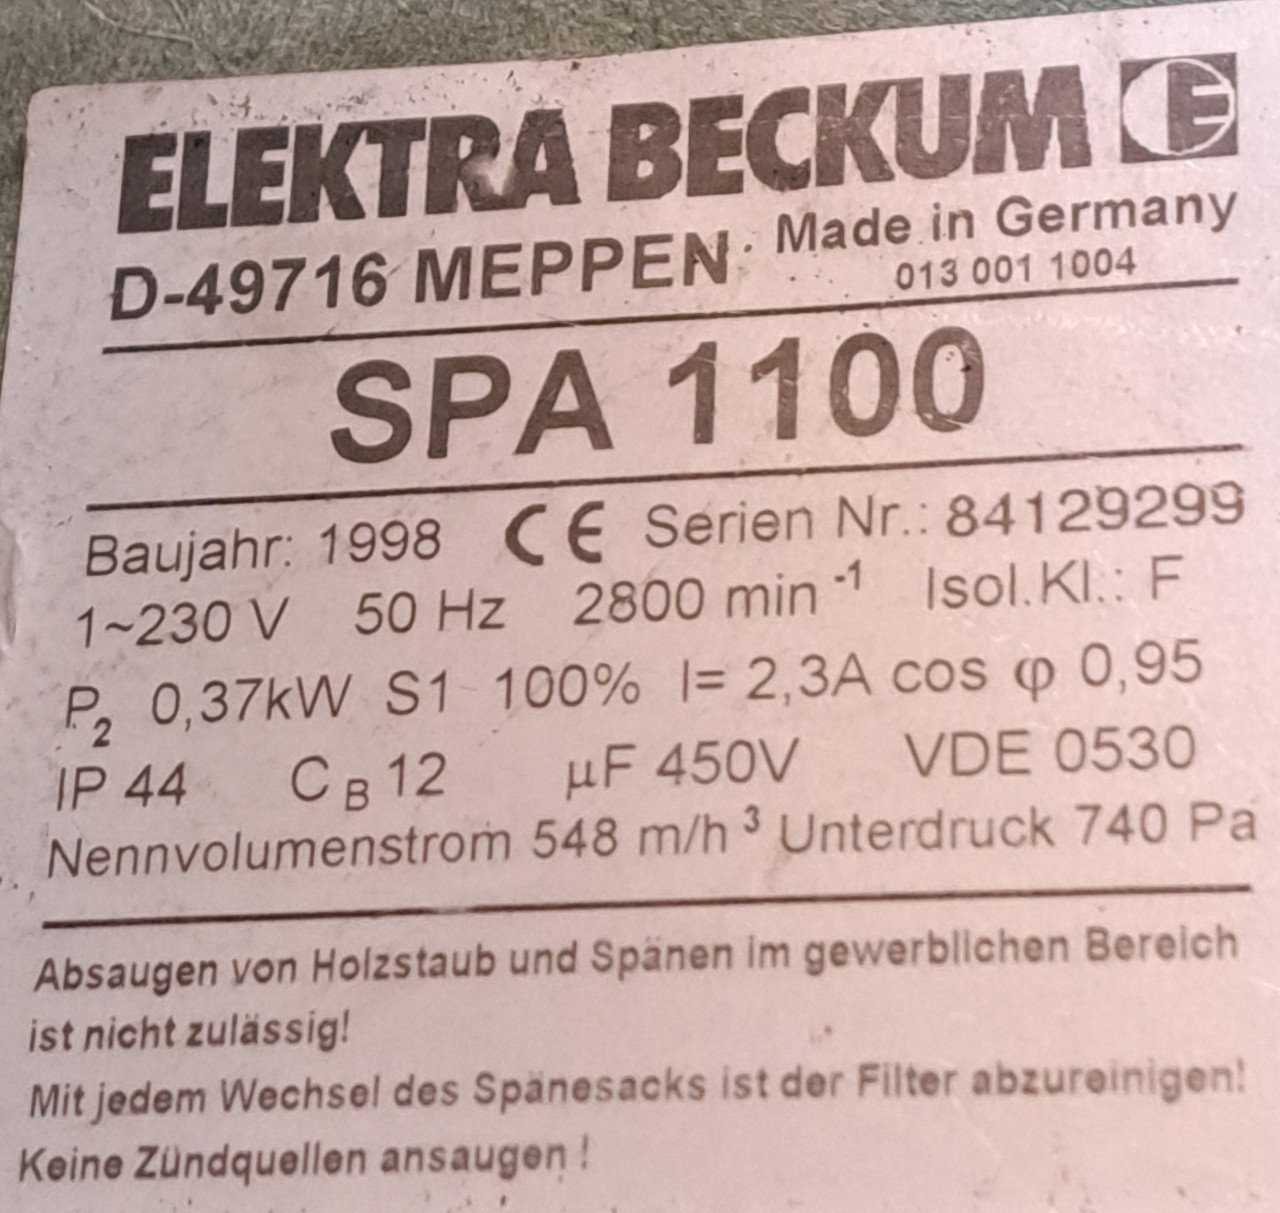 ELEKTRA BECKUM E
D-49716 MEPPEN · Made in Germany
013 001 1004
SPA 1100
Baujahr: 1998 CE Serien Nr.: 84129299
1~230 V 50 Hz 2800 min -1 Isol.Kl.: F
P2 0,37kW S1 100% I= 2,3A cos φ 0,95
IP 44 CB 12 µF 450V VDE 0530
Nennvolumenstrom 548 m/h ³ Unterdruck 740 Pa
Absaugen von Holzstaub und Spänen im gewerblichen Bereich
ist nicht zulässig!
Mit jedem Wechsel des Spänesacks ist der Filter abzureinigen!
Keine Zündquellen ansaugen !